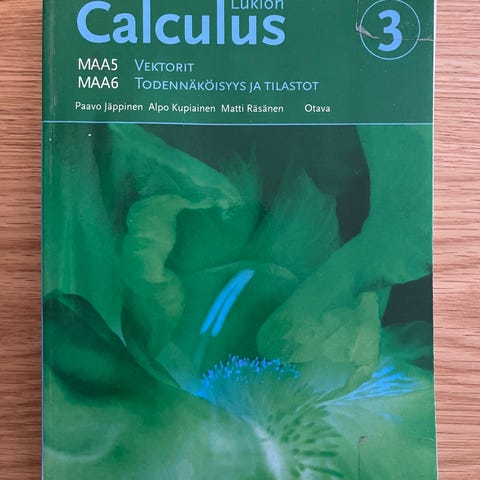 Lukion
Calculus 3
MAA5 VEKTORIT
MAA6 TODENNÄKÖISYYS JA TILASTOT
Paavo Jäppinen Alpo Kupiainen Matti Räsänen Otava